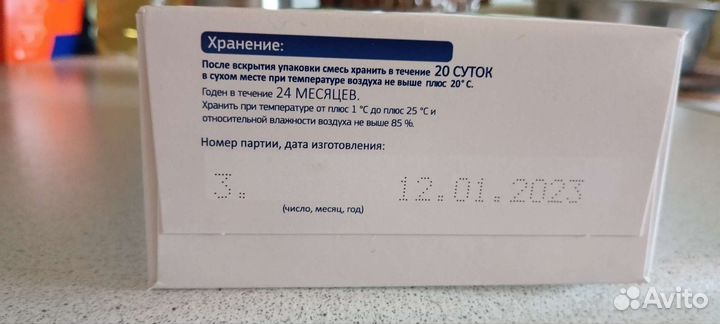 Хранение:
После вскрытия упаковки смесь хранить в течение 20 СУТОК
в сухом месте при температуре воздуха не выше плюс 20°С.
Годен в течение 24 МЕСЯЦЕВ.
Хранить при температуре от плюс 1 °С до плюс 25 °С и
относительной влажности воздуха не выше 85 %.
Номер партии, дата изготовления:
3. 12.01.2023
(число, месяц, год)
Avito